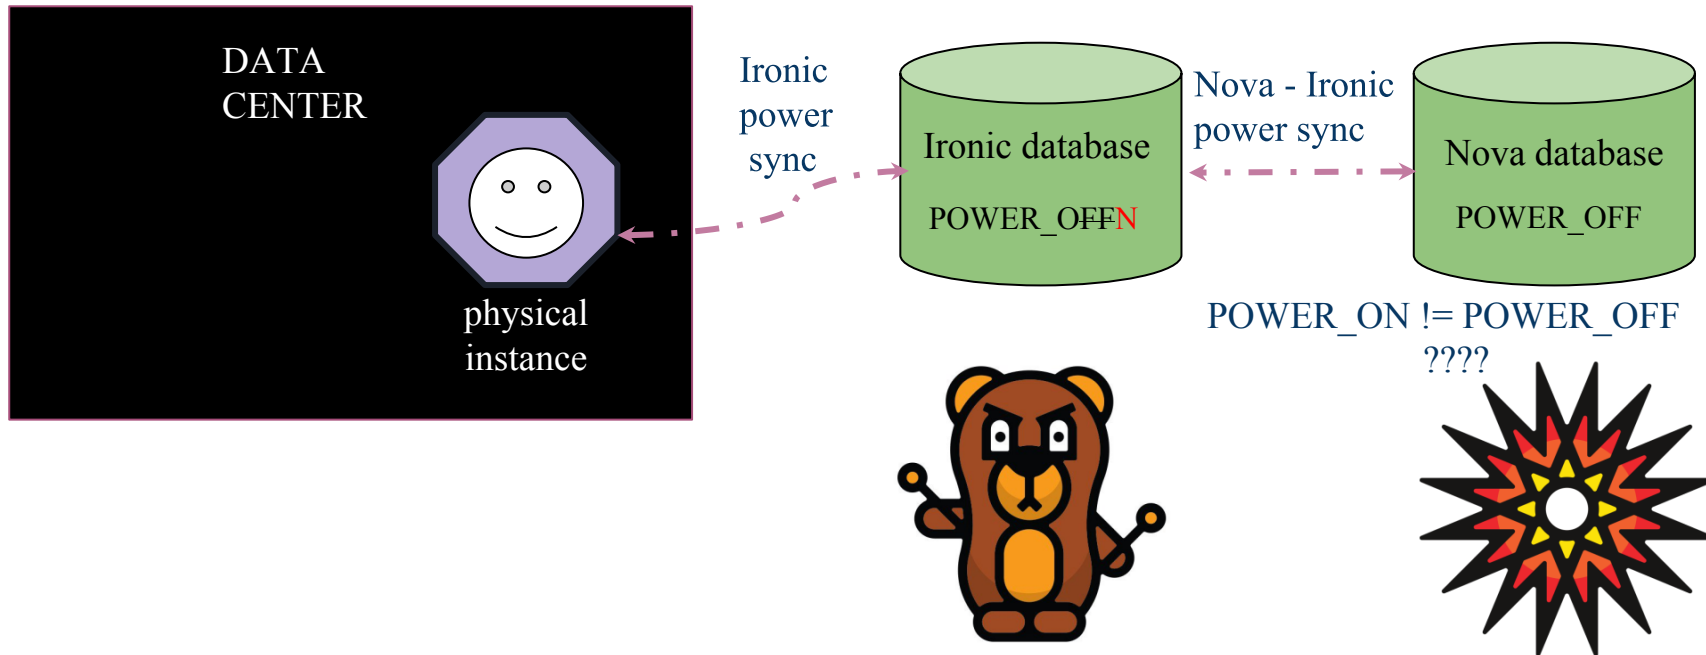 DATA
CENTER
physical
instance
Ironic
power
sync
Ironic database
POWER_OFFN
Nova - Ironic
power sync
Nova database
POWER_OFF
POWER_ON != POWER_OFF
????